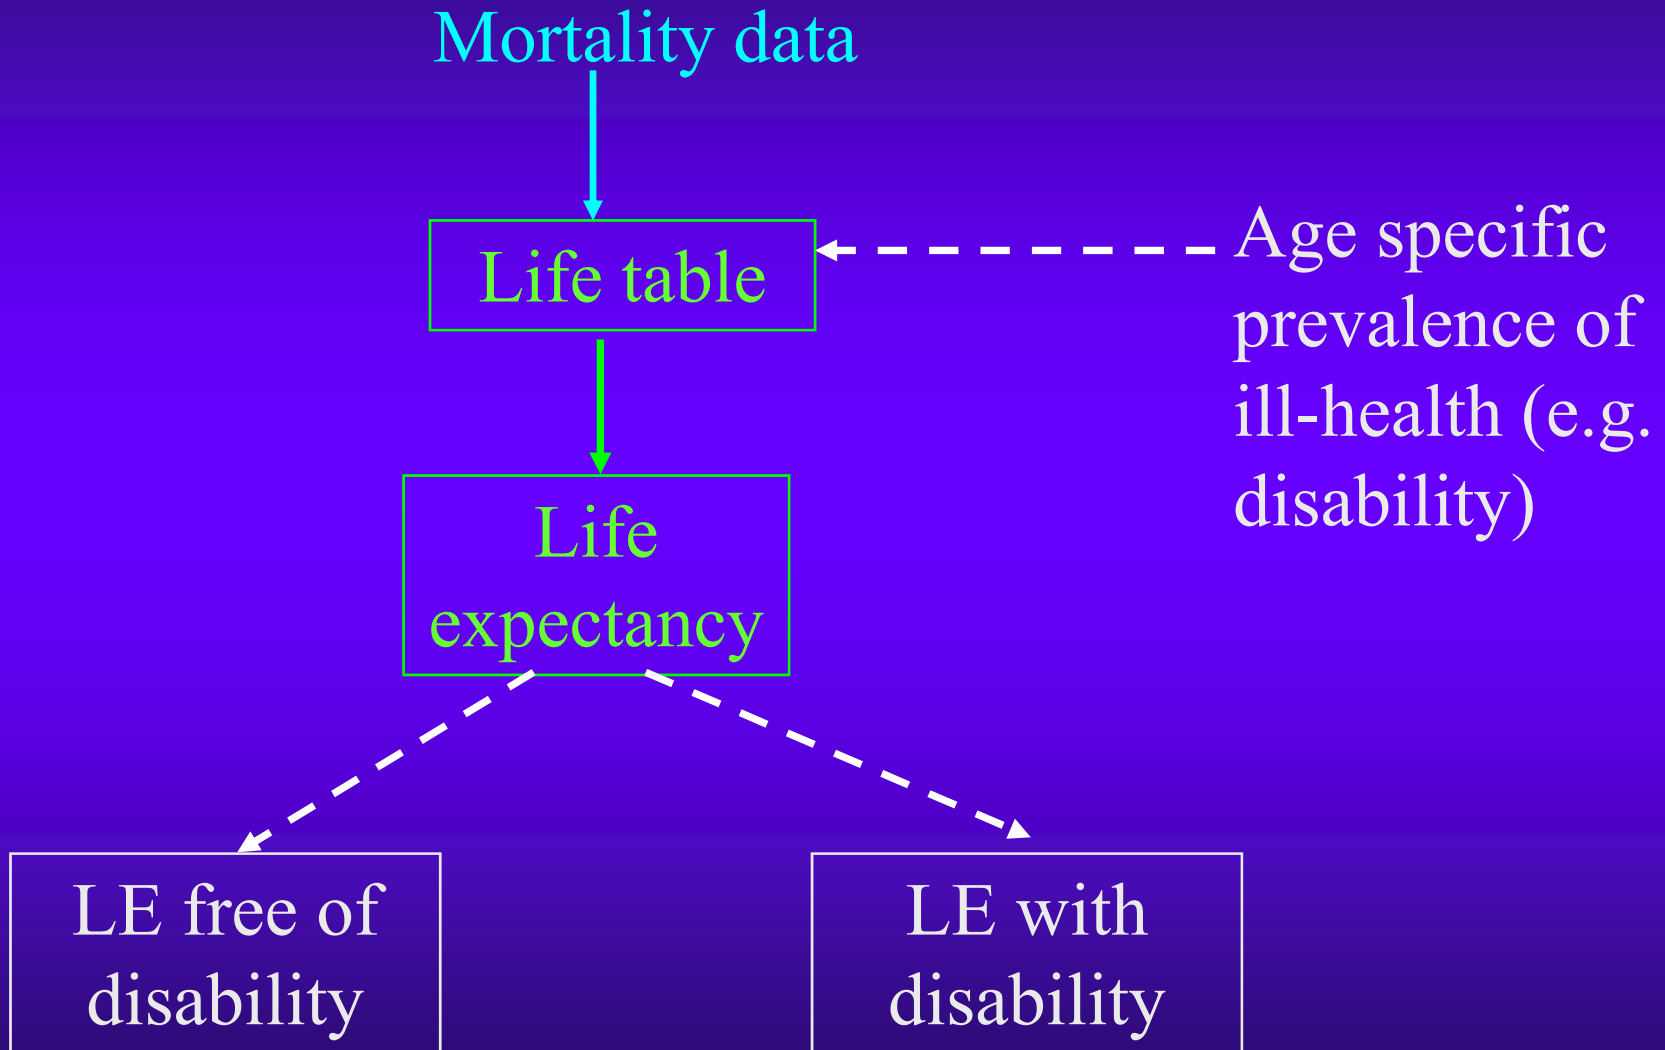 Mortality data
Life table
Age specific
prevalence of
ill-health (e.g.
disability)
Life
expectancy
LE free of
disability
LE with
disability